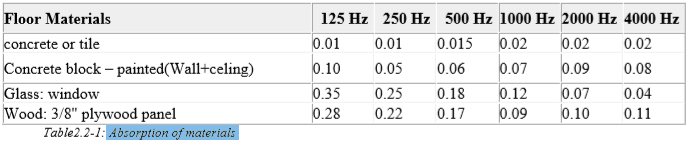 Floor Materials 125 Hz 250 Hz 500 Hz 1000 Hz 2000 Hz 4000 Hz
concrete or tile 0.01 0.01 0.015 0.02 0.02 0.02
Concrete block – painted(Wall+celing) 0.10 0.05 0.06 0.07 0.09 0.08
Glass: window 0.35 0.25 0.18 0.12 0.07 0.04
Wood: 3/8" plywood panel 0.28 0.22 0.17 0.09 0.10 0.11
Table2.2-1: Absorption of materials